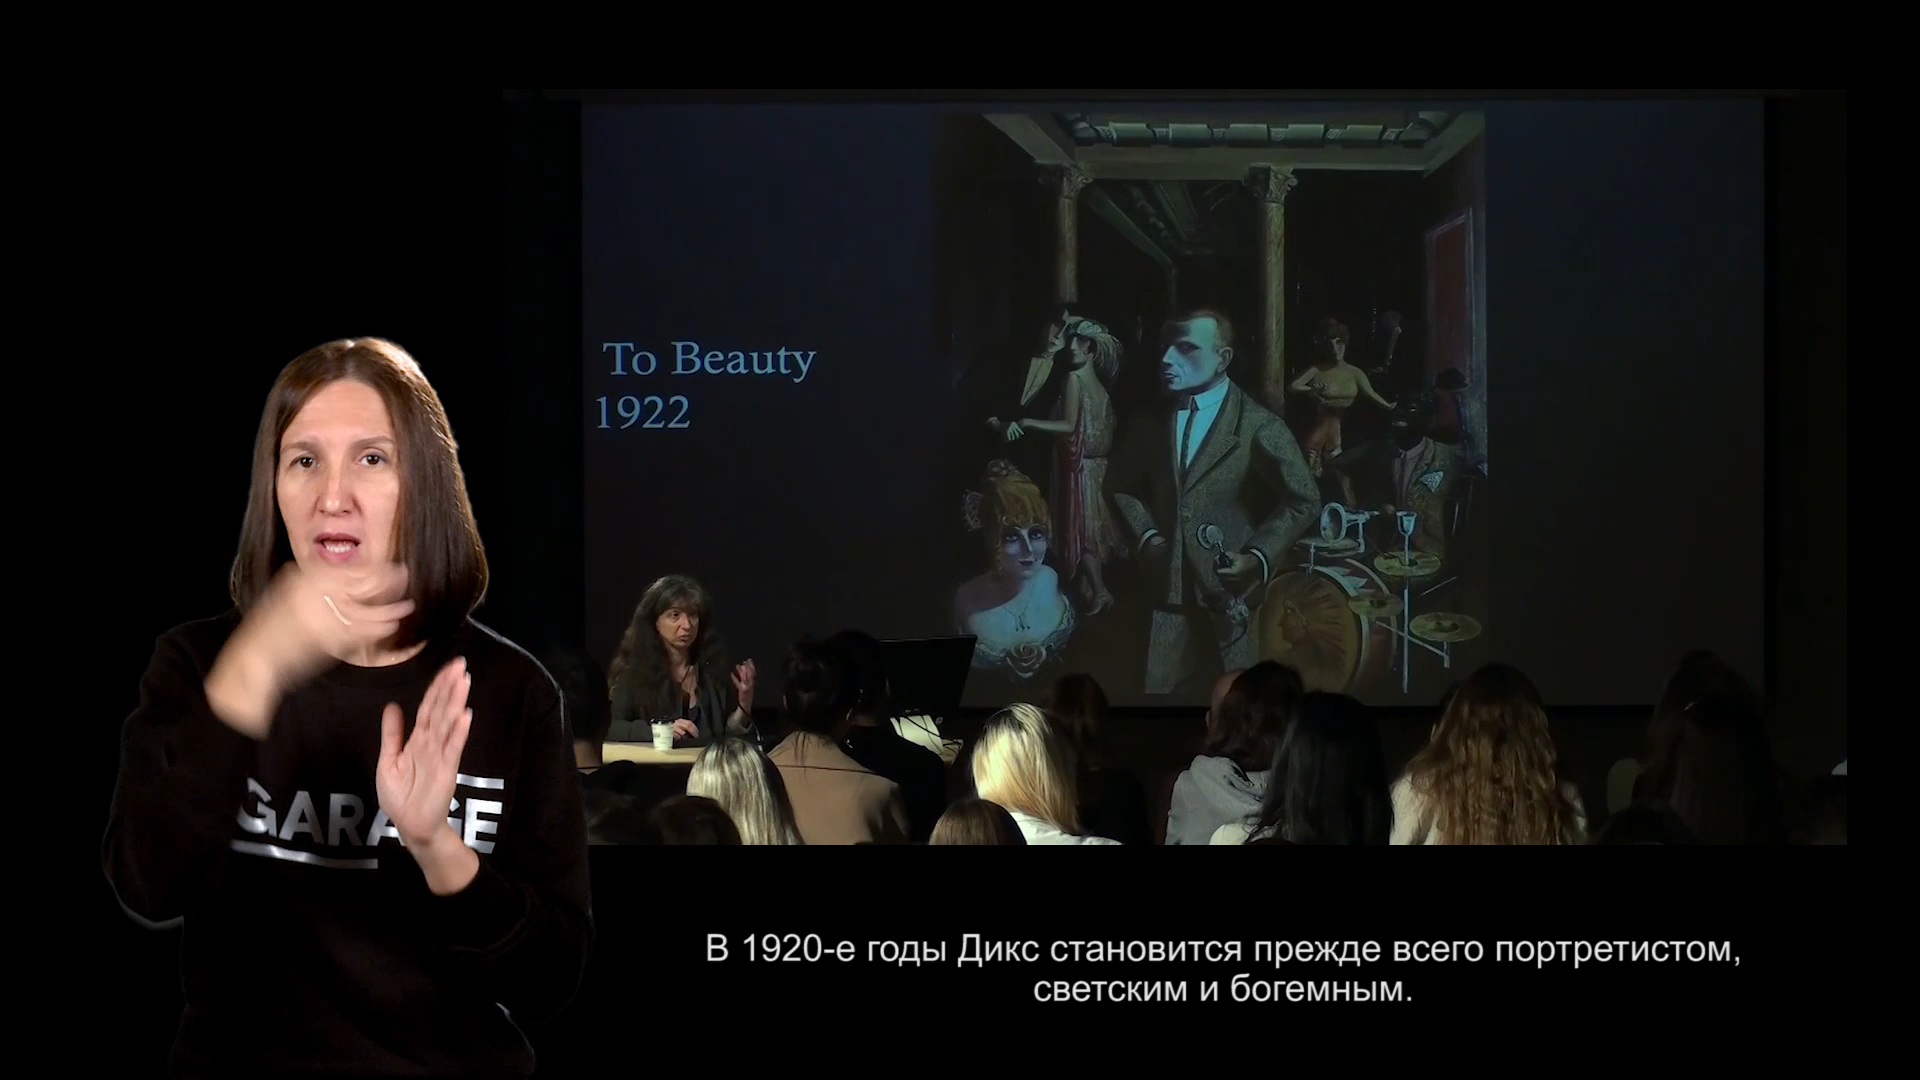 To Beauty
1922
GARAGE
В 1920-е годы Дикс становится прежде всего портретистом,
светским и богемным.